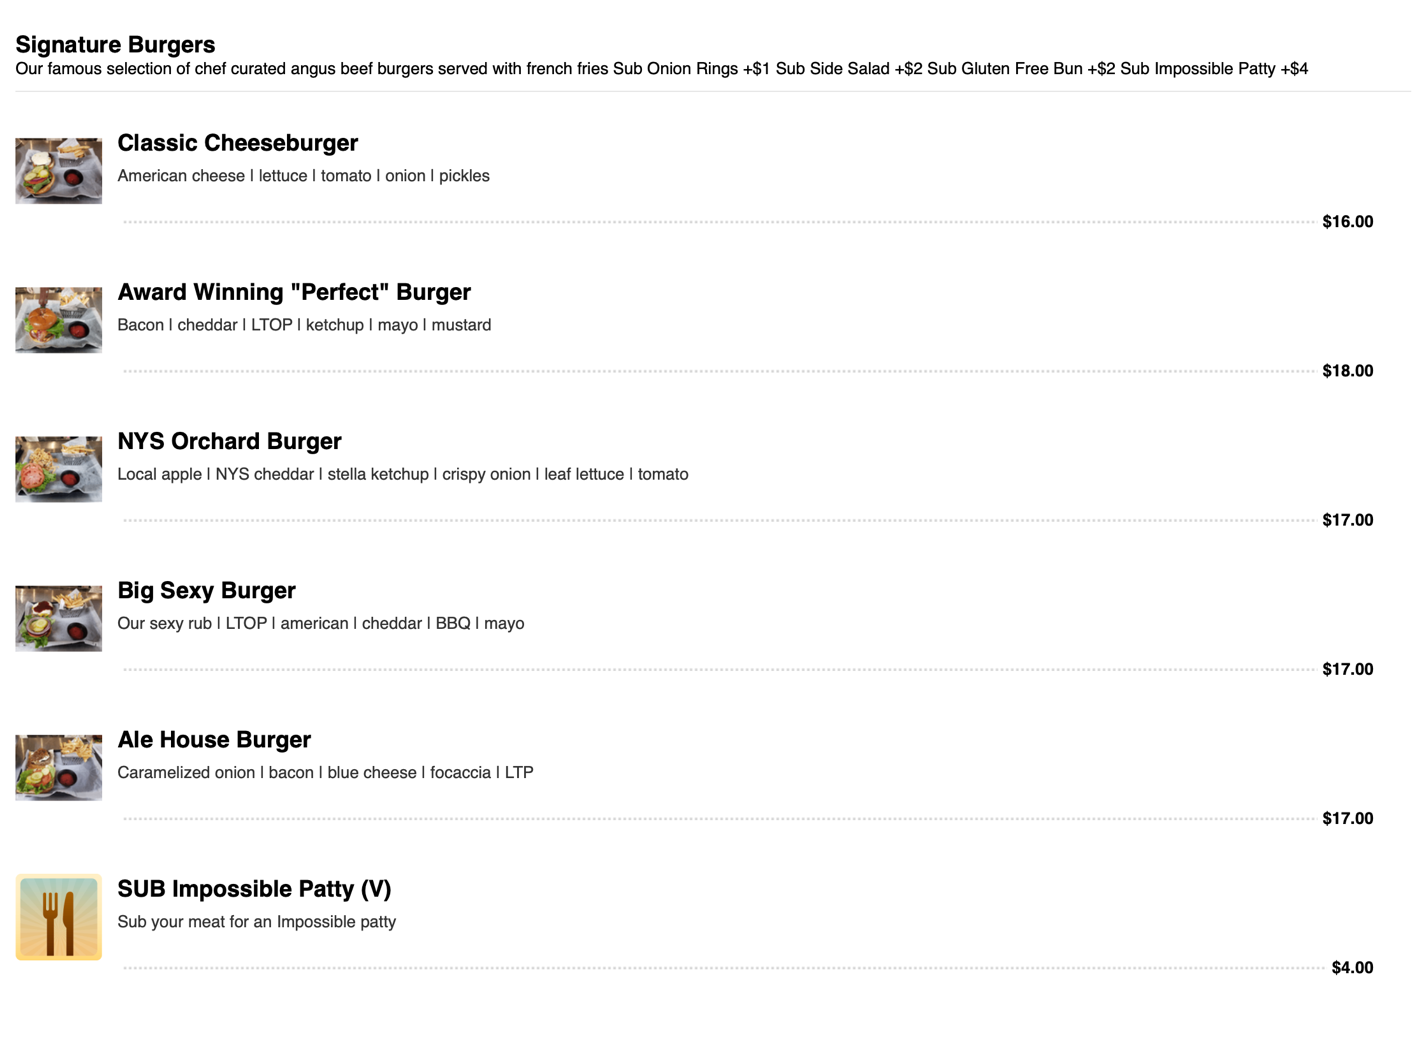 Signature Burgers
Our famous selection of chef curated angus beef burgers served with french fries Sub Onion Rings +$1 Sub Side Salad +$2 Sub Gluten Free Bun +$2 Sub Impossible Patty +$4
Classic Cheeseburger
American cheese | lettuce | tomato | onion | pickles
$16.00
Award Winning "Perfect" Burger
Bacon | cheddar | LTOP | ketchup | mayo | mustard
$18.00
NYS Orchard Burger
Local apple | NYS cheddar | stella ketchup | crispy onion | leaf lettuce | tomato
$17.00
Big Sexy Burger
Our sexy rub | LTOP | american | cheddar | BBQ | mayo
$17.00
Ale House Burger
Caramelized onion | bacon | blue cheese | focaccia | LTP
$17.00
SUB Impossible Patty (V)
Sub your meat for an Impossible patty
$4.00